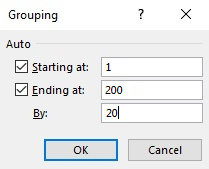 Grouping ? ×
Auto
Starting at: 1
Ending at: 200
By: 20
OK Cancel